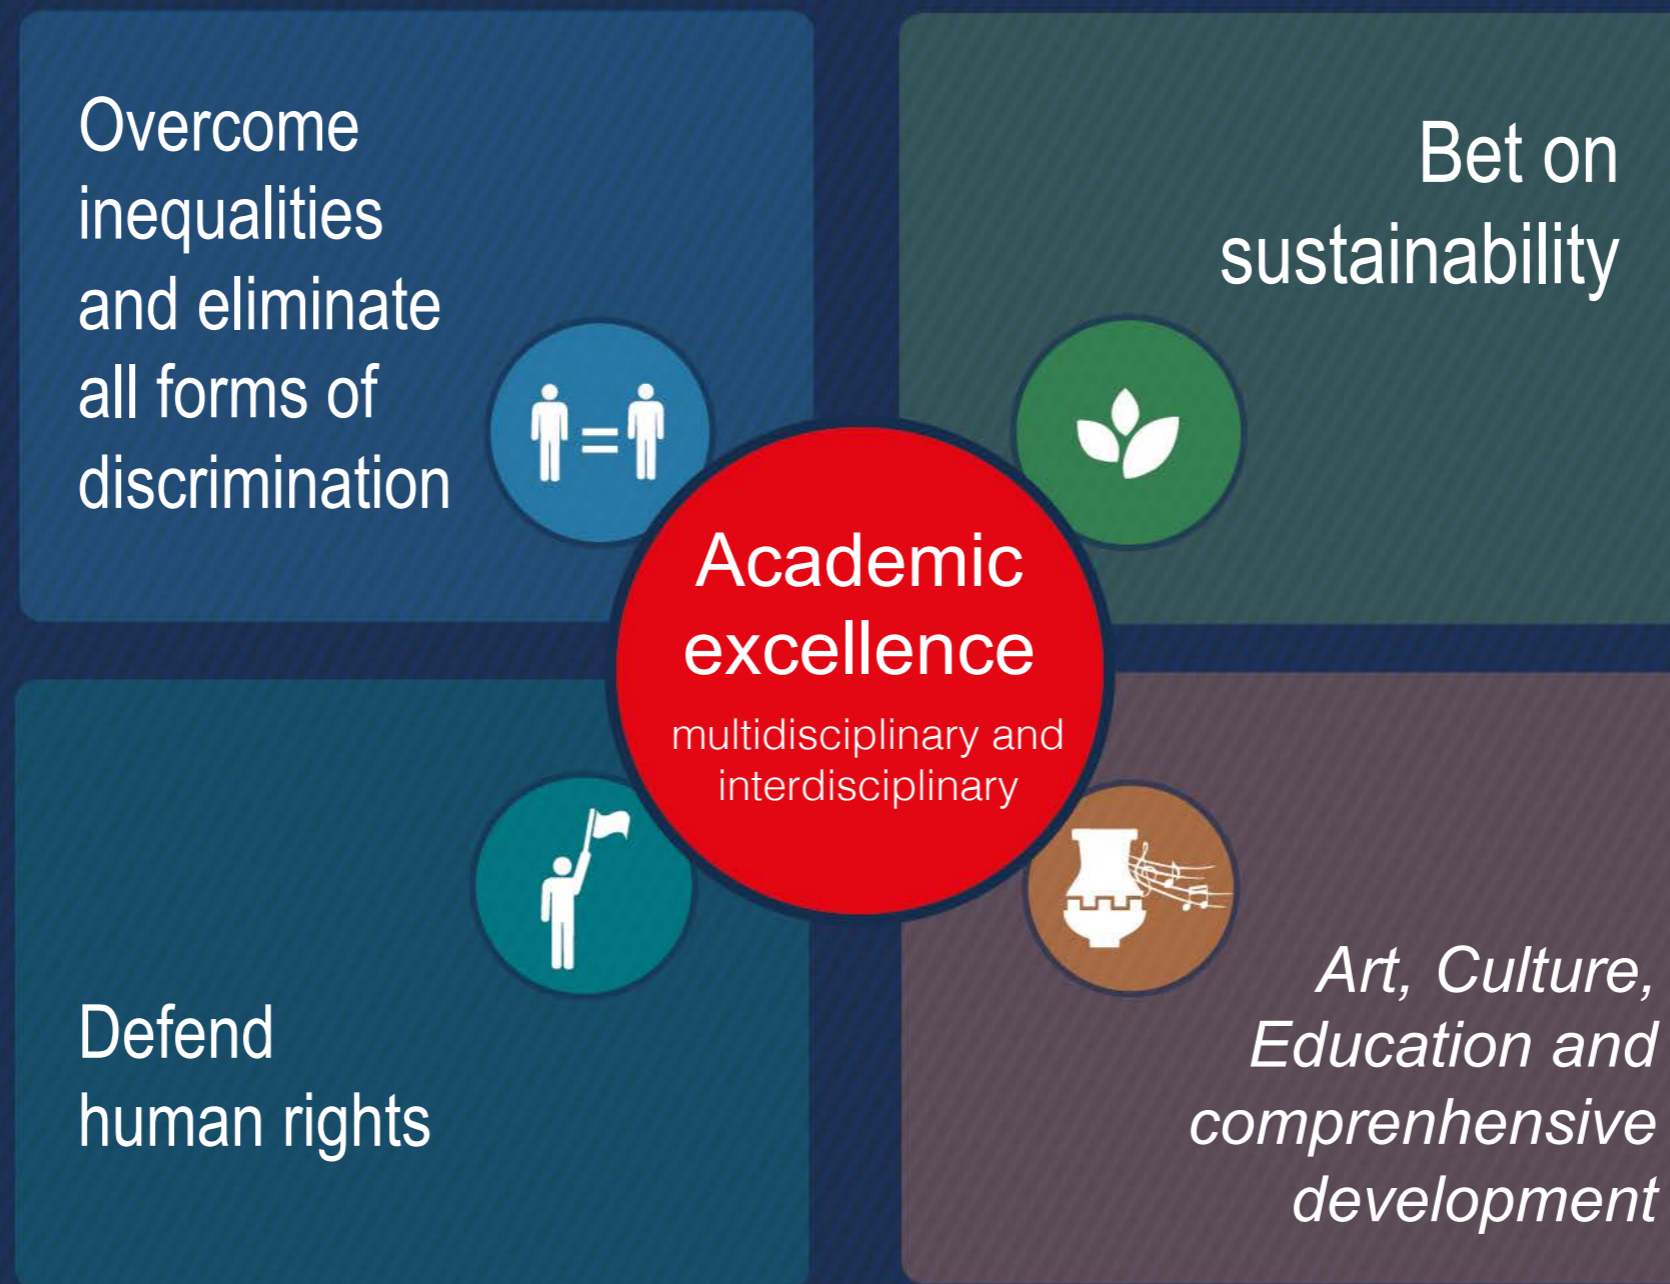 Overcome
inequalities
and eliminate
all forms of
discrimination
Bet on
sustainability
Academic
excellence
multidisciplinary and
interdisciplinary
Defend
human rights
Art, Culture,
Education and
comprenhensive
development